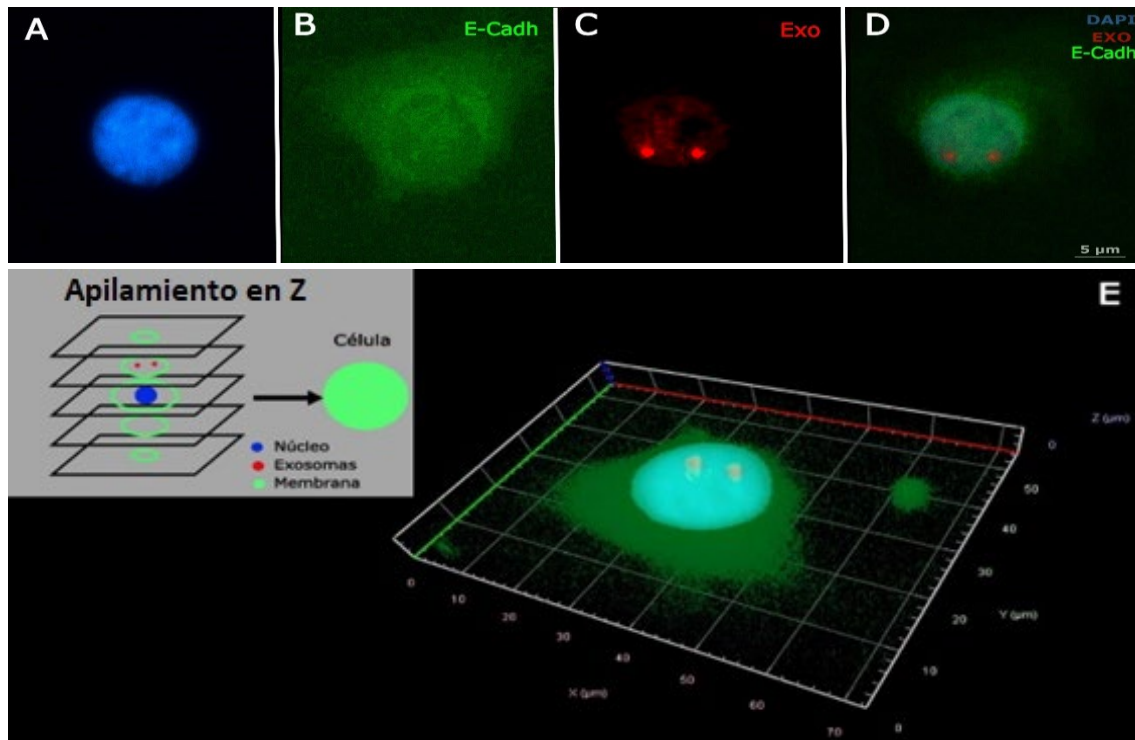 A
E-Cadh
B
Exo
C
DAPI
EXO
E-Cadh
D
5 µm
Apilamiento en Z
Célula
Núcleo
Exosomas
Membrana
E
Z (µm)
0
50
40
30
Y (µm)
20
10
0
0
10
20
30
40
X (µm)
50
60
70